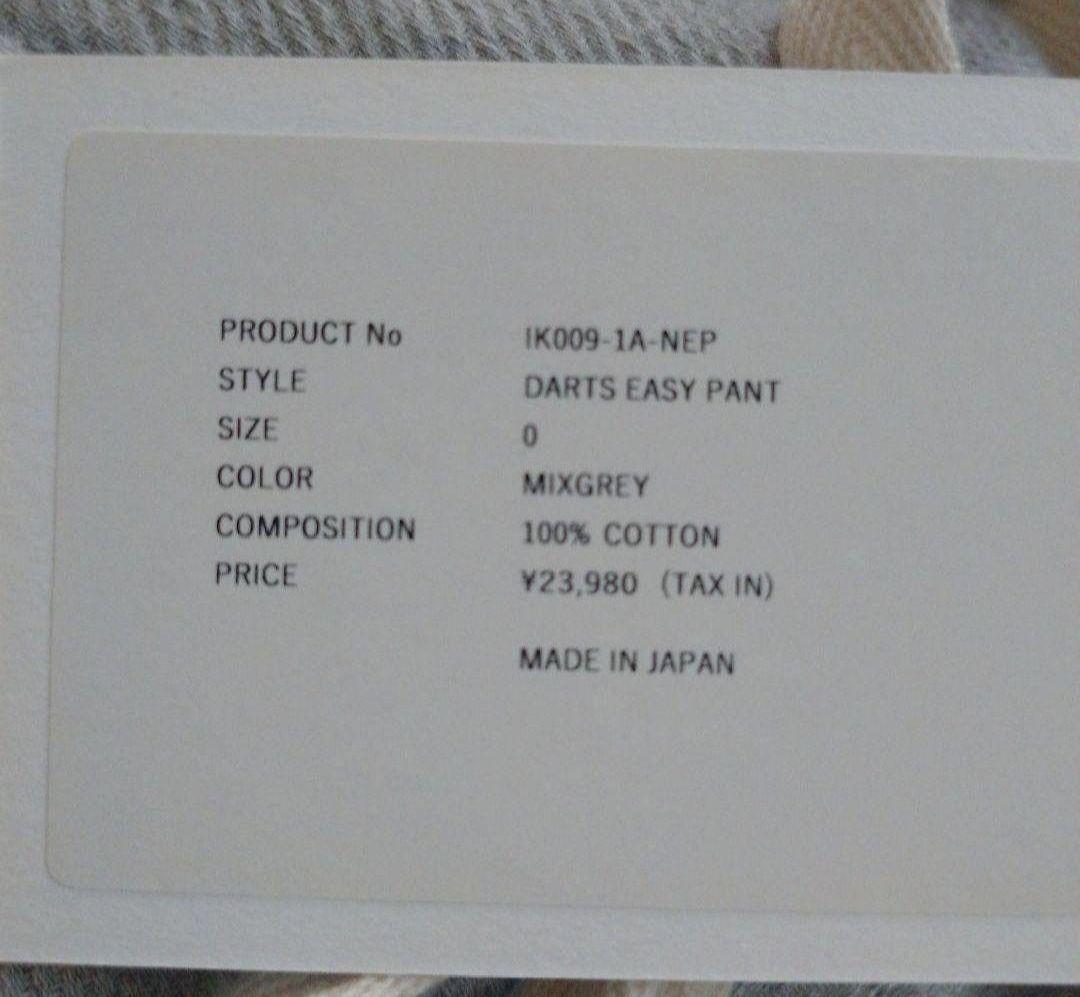 PRODUCT No IK009-1A-NEP
STYLE DARTS EASY PANT
SIZE 0
COLOR MIXGREY
COMPOSITION 100% COTTON
PRICE ¥23,980 (TAX IN)
MADE IN JAPAN